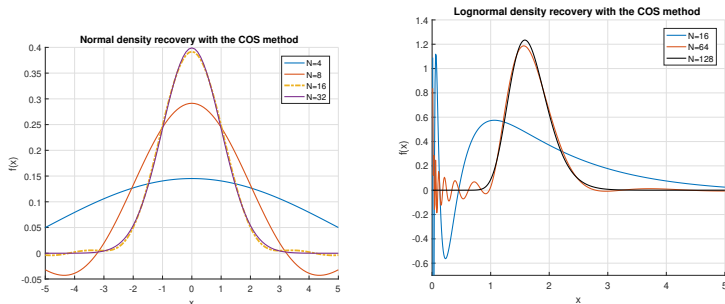 Normal density recovery with the COS method
0.4
0.35
0.3
0.25
0.2
0.15
0.1
0.05
0
-0.05
f(x)
N=4
N=8
N=16
N=32
-5 -4 -3 -2 -1 0 1 2 3 4 5
x
Lognormal density recovery with the COS method
1.4
1.2
1
0.8
0.6
0.4
0.2
0
-0.2
-0.4
-0.6
f(x)
N=16
N=64
N=128
0 1 2 3 4 5
x